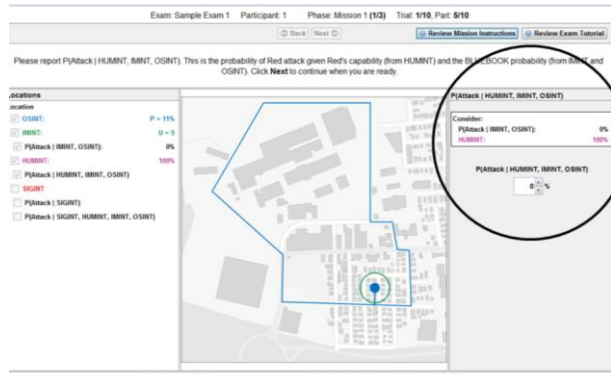 Exam: Sample Exam 1 Participant: 1 Phase: Mission 1 (1/3) Trial: 1/10, Part: 5/10
Back Next
Review Mission Instructions Review Exam Tutorial
Please report P(Attack | HUMINT, IMINT, OSINT). This is the probability of Red attack given Red's capability (from HUMINT) and the BLUEBOOK probability (from IMINT and
OSINT). Click Next to continue when you are ready.
ocations
ocation
OSINT: P = 11%
IMINT: U = 5
P(Attack | IMINT, OSINT): 0%
HUMINT: 100%
P(Attack | HUMINT, IMINT, OSINT)
SIGINT
P(Attack | SIGINT)
P(Attack | SIGINT, HUMINT, IMINT, OSINT)
P(Attack | HUMINT, IMINT, OSINT)
Consider:
P(Attack | IMINT, OSINT): 0%
HUMINT: 100%
P(Attack | HUMINT, IMINT, OSINT)
0 %